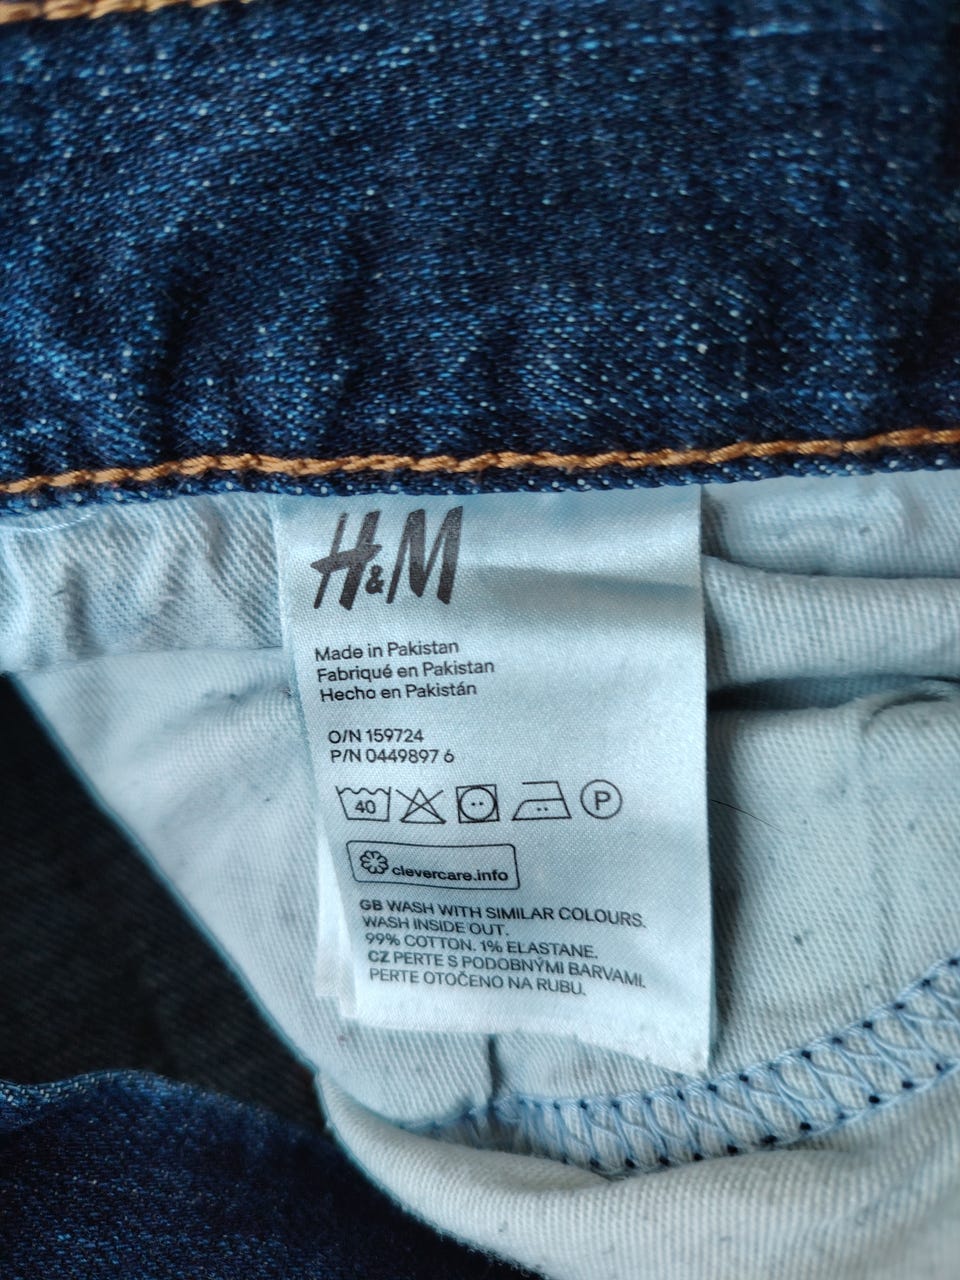 H&M
Made in Pakistan
Fabriqué en Pakistan
Hecho en Pakistán
O/N 159724
P/N 0449897 6
40 P
clevercare.info
GB WASH WITH SIMILAR COLOURS.
WASH INSIDE OUT.
99% COTTON. 1% ELASTANE.
CZ PERTE S PODOBNÝMI BARVAMI.
PERTE OTOČENO NA RUBU.